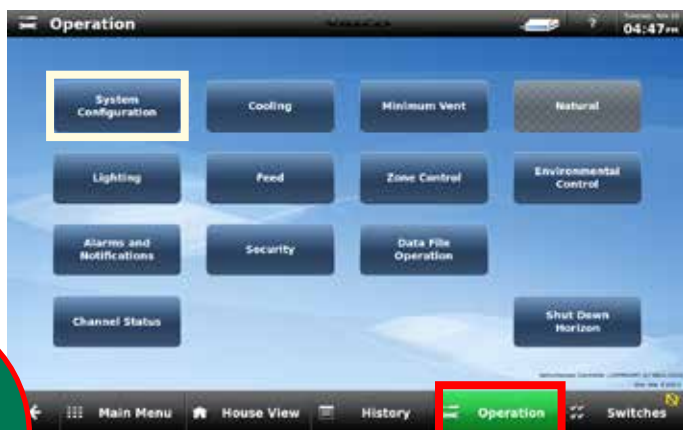 Operation
?
04:47PM
System
Configuration
Cooling
Minimum Vent
Natural
Lighting
Feed
Zone Control
Environmental
Control
Alarms and
Notifications
Security
Data File
Operation
Channel Status
Shut Down
Horizon
Main Menu
House View
History
Operation
Switches